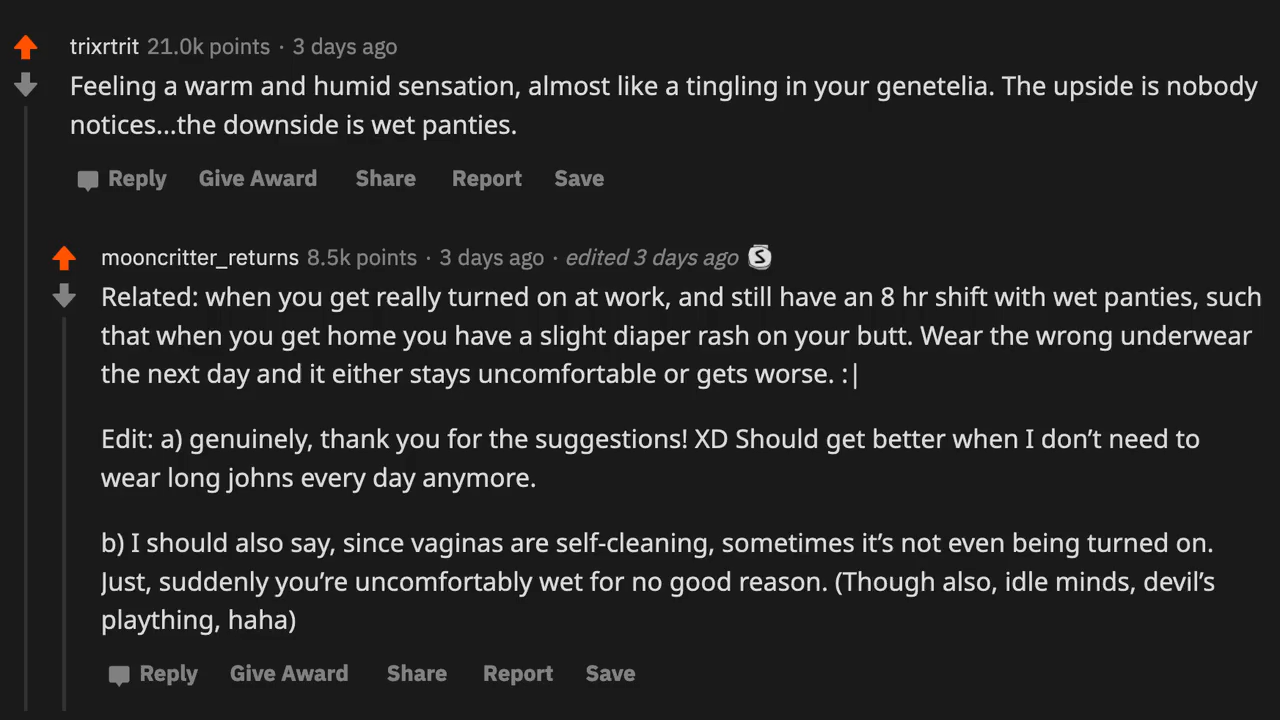 trixrtrit 21.0k points · 3 days ago
Feeling a warm and humid sensation, almost like a tingling in your genetelia. The upside is nobody
notices...the downside is wet panties.
Reply Give Award Share Report Save
mooncritter_returns 8.5k points · 3 days ago · edited 3 days ago S
Related: when you get really turned on at work, and still have an 8 hr shift with wet panties, such
that when you get home you have a slight diaper rash on your butt. Wear the wrong underwear
the next day and it either stays uncomfortable or gets worse. :|
Edit: a) genuinely, thank you for the suggestions! XD Should get better when I don’t need to
wear long johns every day anymore.
b) I should also say, since vaginas are self-cleaning, sometimes it’s not even being turned on.
Just, suddenly you’re uncomfortably wet for no good reason. (Though also, idle minds, devil’s
plaything, haha)
Reply Give Award Share Report Save